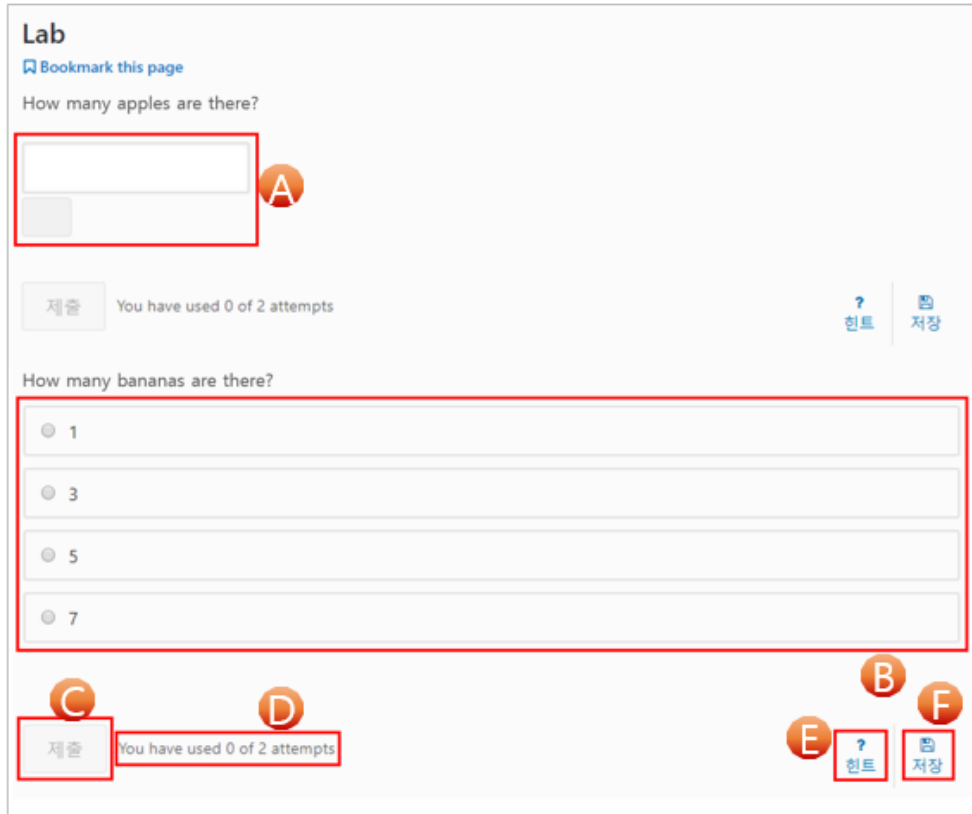 Lab
Bookmark this page
How many apples are there?
A
제출 You have used 0 of 2 attempts ? 힌트 저장
How many bananas are there?
1
3
5
7
B
C D E F
제출 You have used 0 of 2 attempts ? 힌트 저장